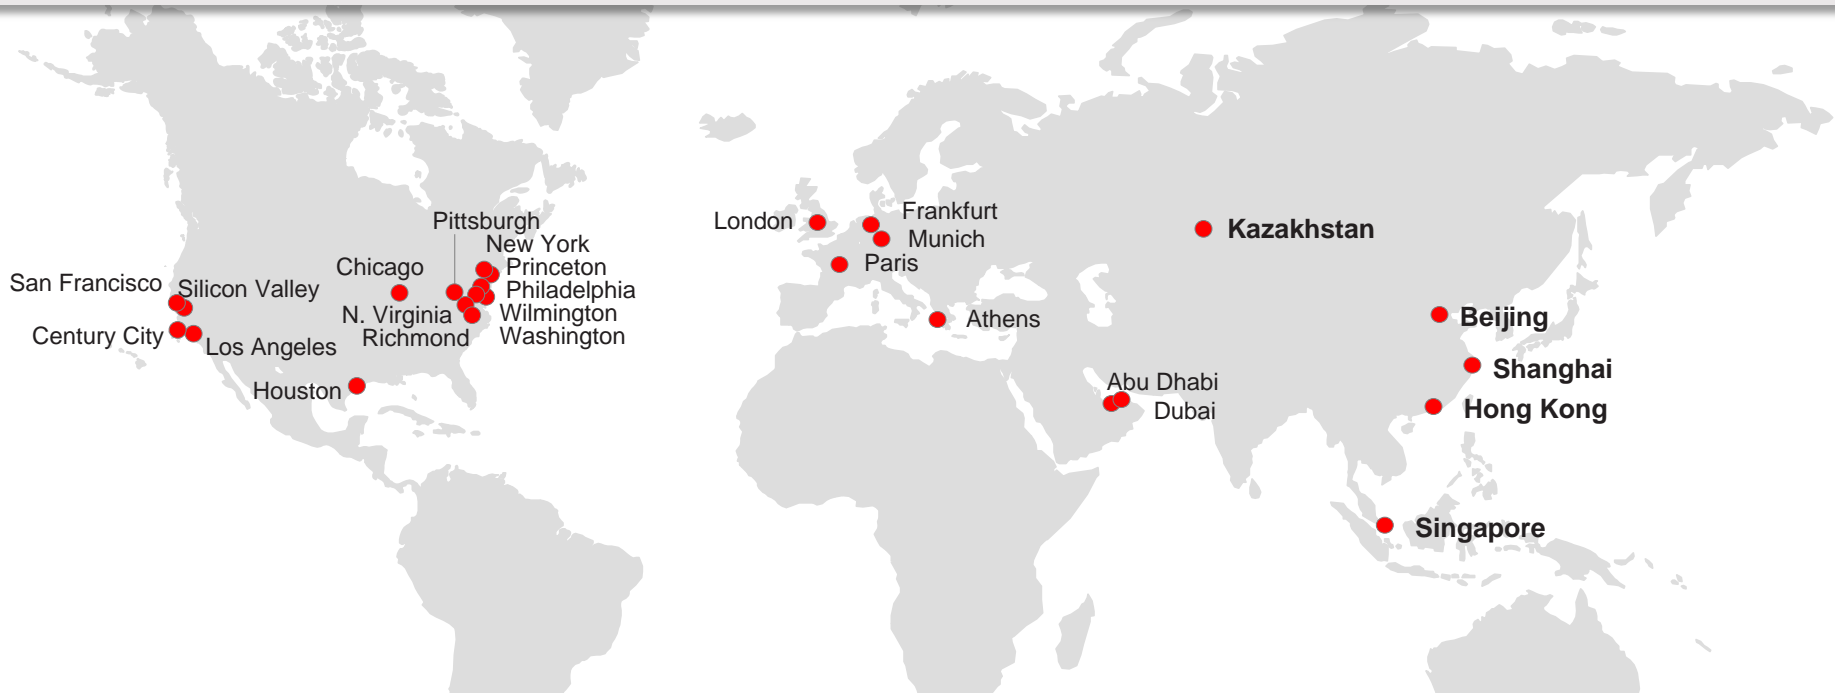 San Francisco
Silicon Valley
Century City
Los Angeles
Houston
Chicago
Pittsburgh
New York
Princeton
Philadelphia
Wilmington
Washington
N. Virginia
Richmond
London
Frankfurt
Munich
Paris
Athens
Abu Dhabi
Dubai
Kazakhstan
Beijing
Shanghai
Hong Kong
Singapore